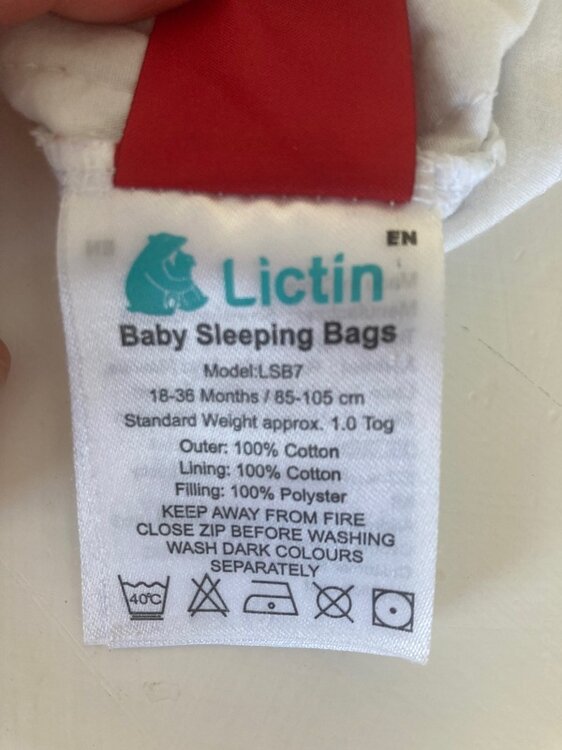 EN
Lictin
Baby Sleeping Bags
Model:LSB7
18-36 Months / 85-105 cm
Standard Weight approx. 1.0 Tog
Outer: 100% Cotton
Lining: 100% Cotton
Filling: 100% Polyster
KEEP AWAY FROM FIRE
CLOSE ZIP BEFORE WASHING
WASH DARK COLOURS
SEPARATELY
40℃